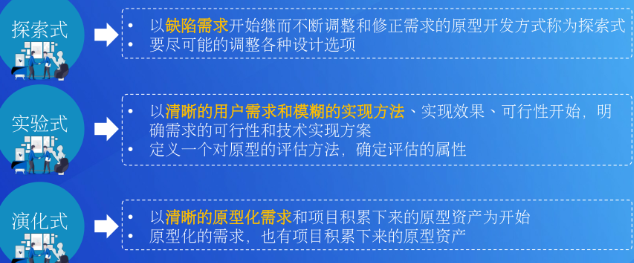 探索式
• 以缺陷需求开始继而不断调整和修正需求的原型开发方式称为探索式
• 要尽可能的调整各种设计选项
实验式
• 以清晰的用户需求和模糊的实现方法、实现效果、可行性开始，明
确需求的可行性和技术实现方案
• 定义一个对原型的评估方法，确定评估的属性
演化式
• 以清晰的原型化需求和项目积累下来的原型资产为开始
• 原型化的需求，也有项目积累下来的原型资产